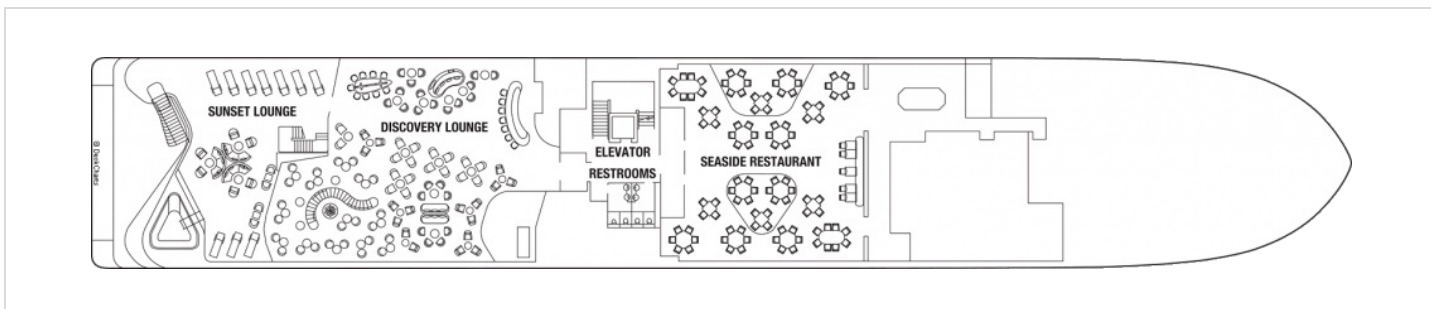 SUNSET LOUNGE
DISCOVERY LOUNGE
ELEVATOR
RESTROOMS
SEASIDE RESTAURANT